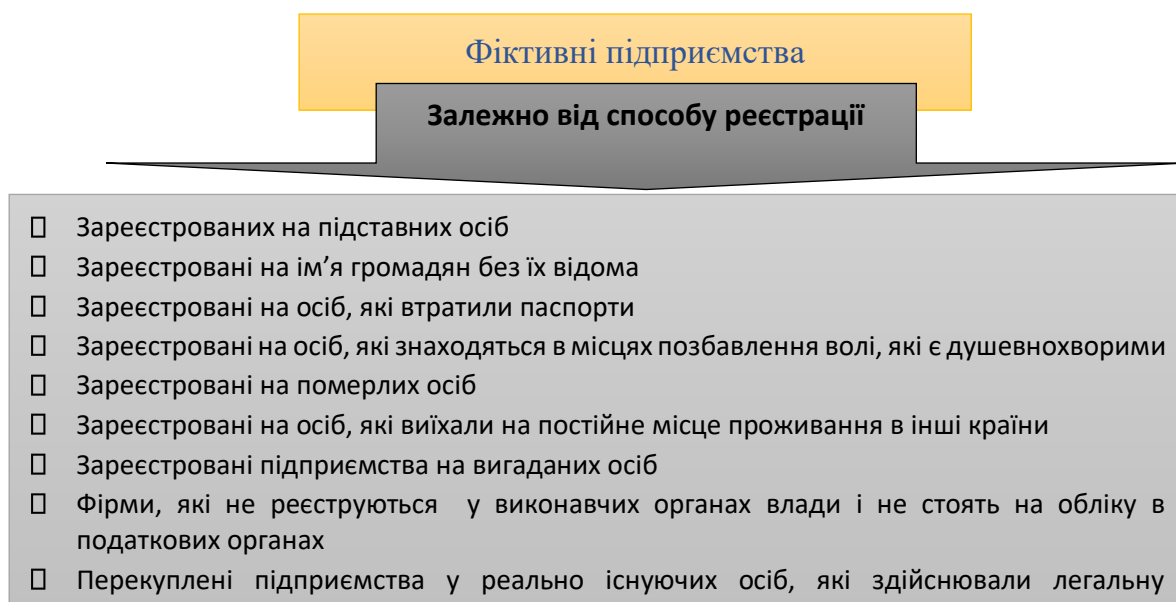 Фіктивні підприємства
Залежно від способу реєстрації
Зареєстрованих на підставних осіб
Зареєстровані на ім’я громадян без їх відома
Зареєстровані на осіб, які втратили паспорти
Зареєстровані на осіб, які знаходяться в місцях позбавлення волі, які є душевнохворими
Зареєстровані на померлих осіб
Зареєстровані на осіб, які виїхали на постійне місце проживання в інші країни
Зареєстровані підприємства на вигаданих осіб
Фірми, які не реєструються у виконавчих органах влади і не стоять на обліку в
податкових органах
Перекуплені підприємства у реально існуючих осіб, які здійснювали легальну